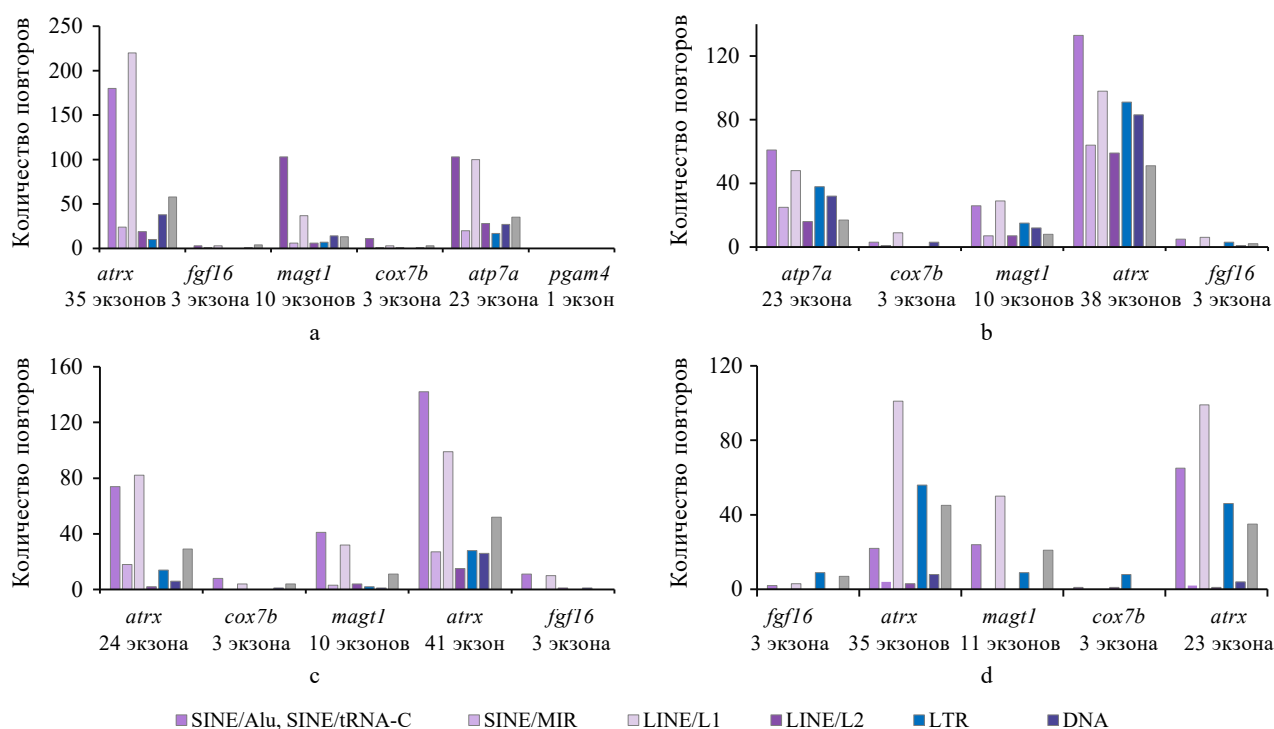 Количество повторов
250
200
150
100
50
0
atrx fgf16 magt1 cox7b atp7a pgam4
35 экзонов 3 экзона 10 экзонов 3 экзона 23 экзона 1 экзон
a
Количество повторов
120
80
40
0
atp7a cox7b magt1 atrx fgf16
23 экзона 3 экзона 10 экзонов 38 экзонов 3 экзона
b
Количество повторов
160
120
80
40
0
atrx cox7b magt1 atrx fgf16
24 экзона 3 экзона 10 экзонов 41 экзон 3 экзона
c
Количество повторов
120
80
40
0
fgf16 atrx magt1 cox7b atrx
3 экзона 35 экзонов 11 экзонов 3 экзона 23 экзона
d
SINE/Alu, SINE/tRNA-C SINE/MIR LINE/L1 LINE/L2 LTR DNA